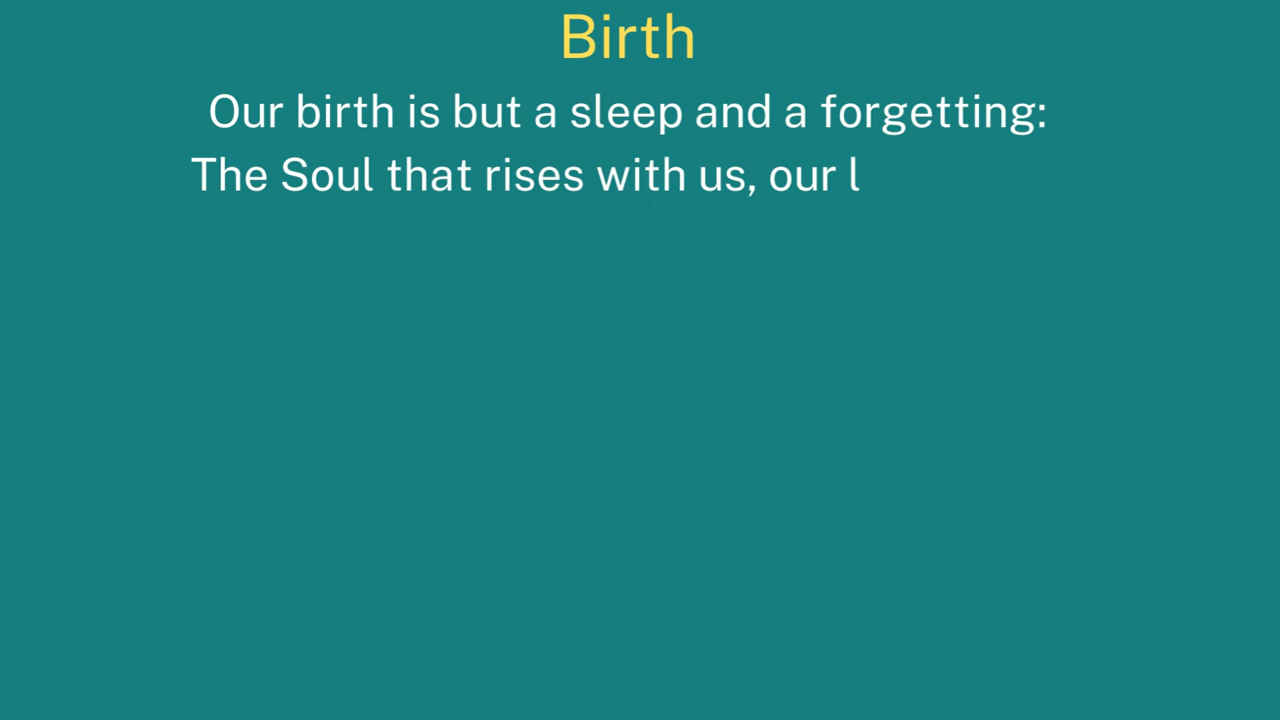 Birth
Our birth is but a sleep and a forgetting:
The Soul that rises with us, our l